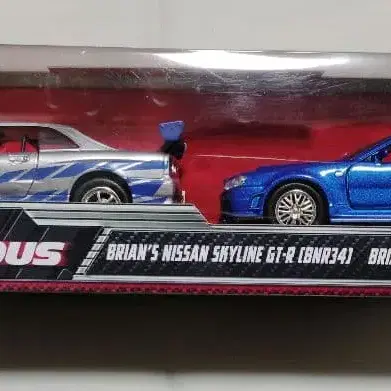 OUS
BRIAN'S NISSAN SKYLINE GT-R (BNR34)
BRI